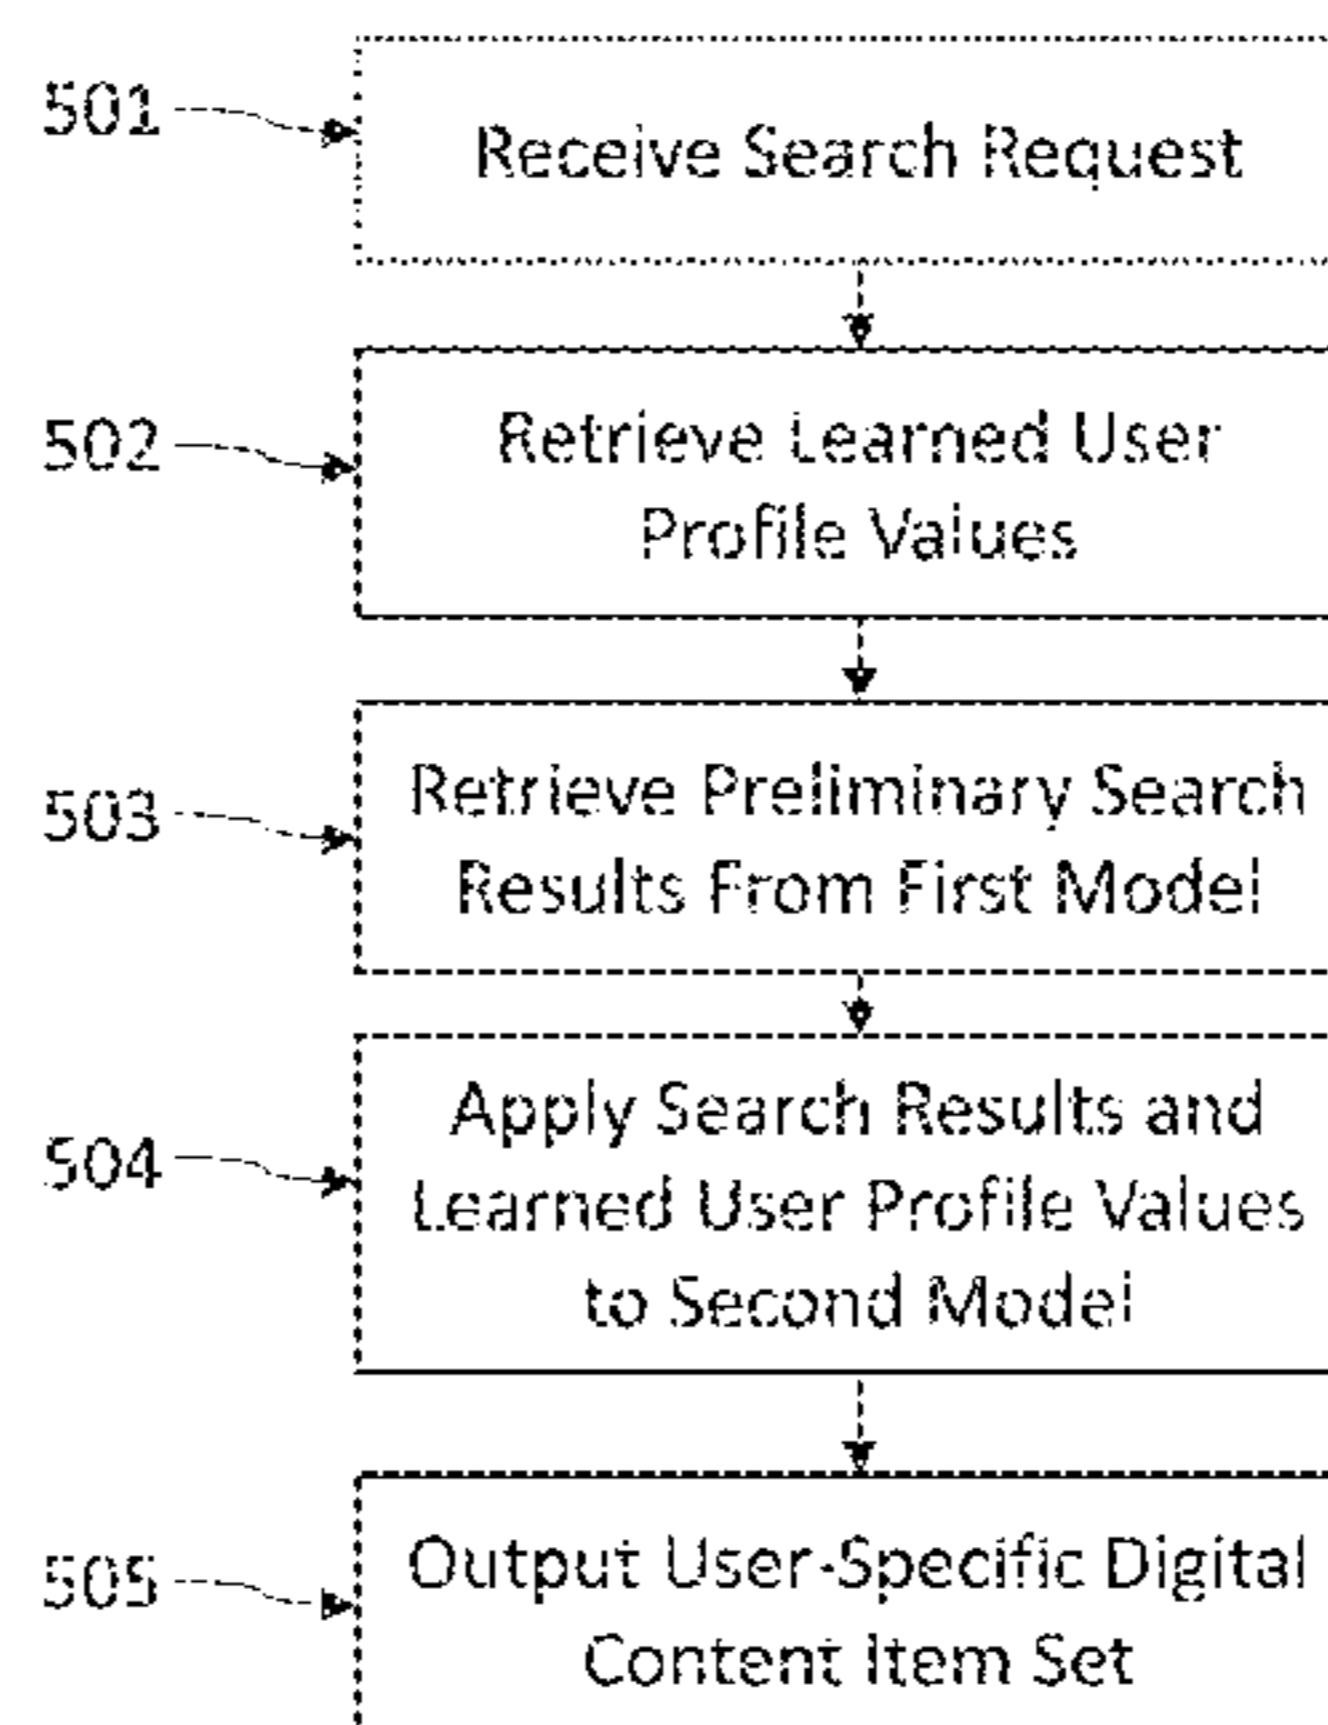 501
Receive Search Request
502
Retrieve Learned User
Profile Values
503
Retrieve Preliminary Search
Results From First Model
504
Apply Search Results and
Learned User Profile Values
to Second Model
505
Output User-Specific Digital
Content Item Set